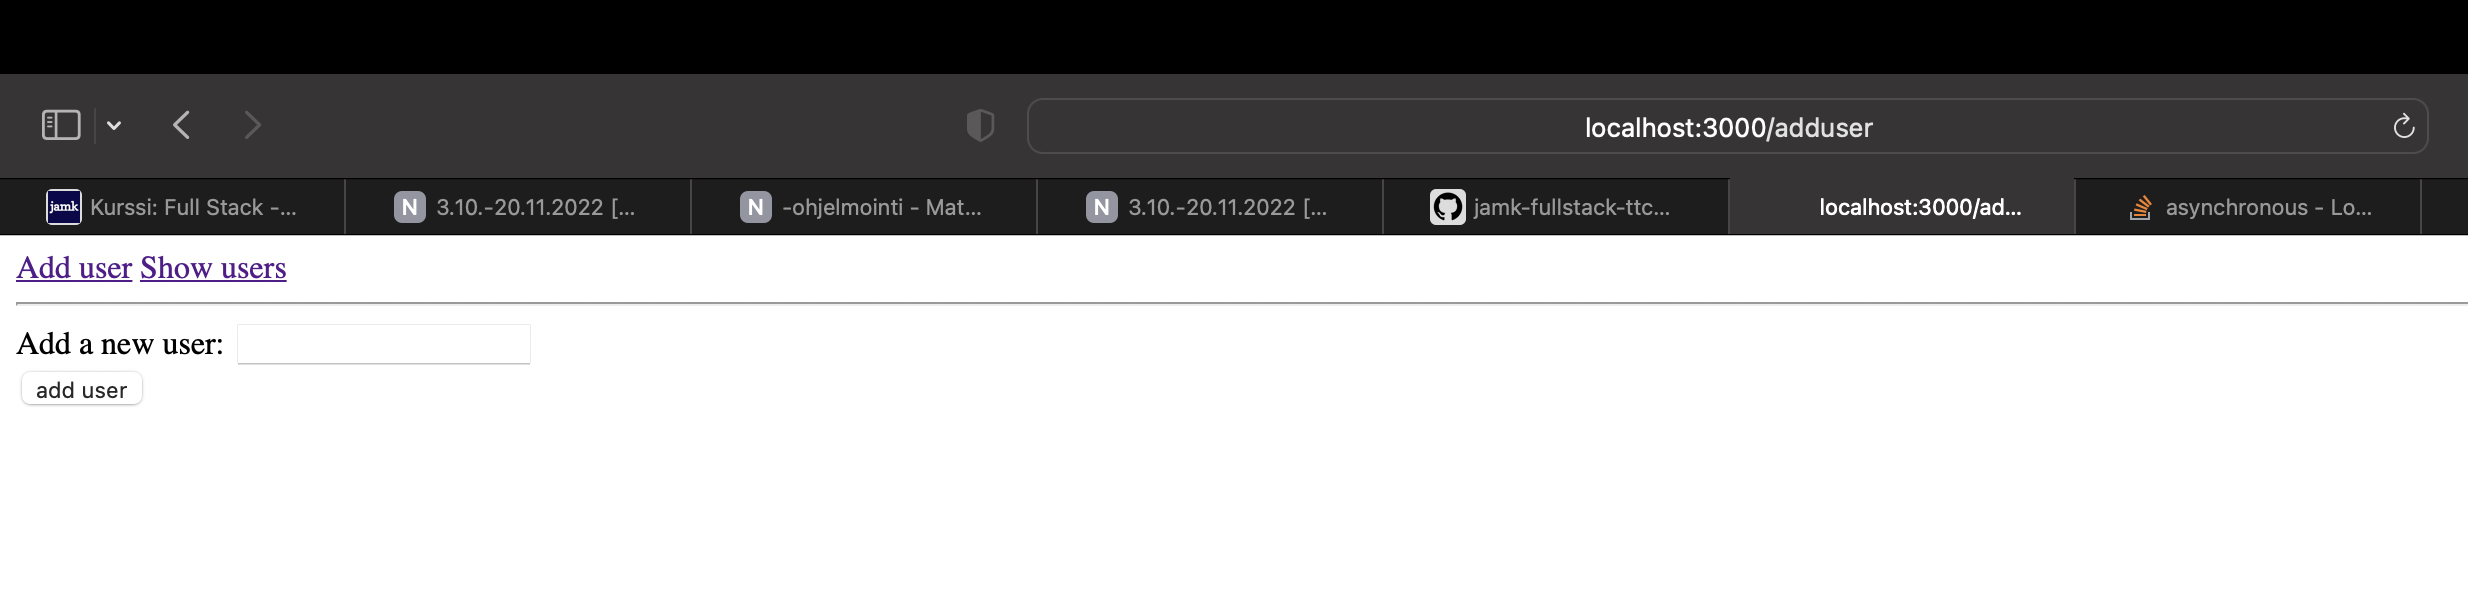 localhost:3000/adduser
jamk Kurssi: Full Stack -... N 3.10.-20.11.2022 [... N -ohjelmointi - Mat... N 3.10.-20.11.2022 [... jamk-fullstack-ttc... localhost:3000/ad... asynchronous - Lo...
Add user Show users
Add a new user:
add user